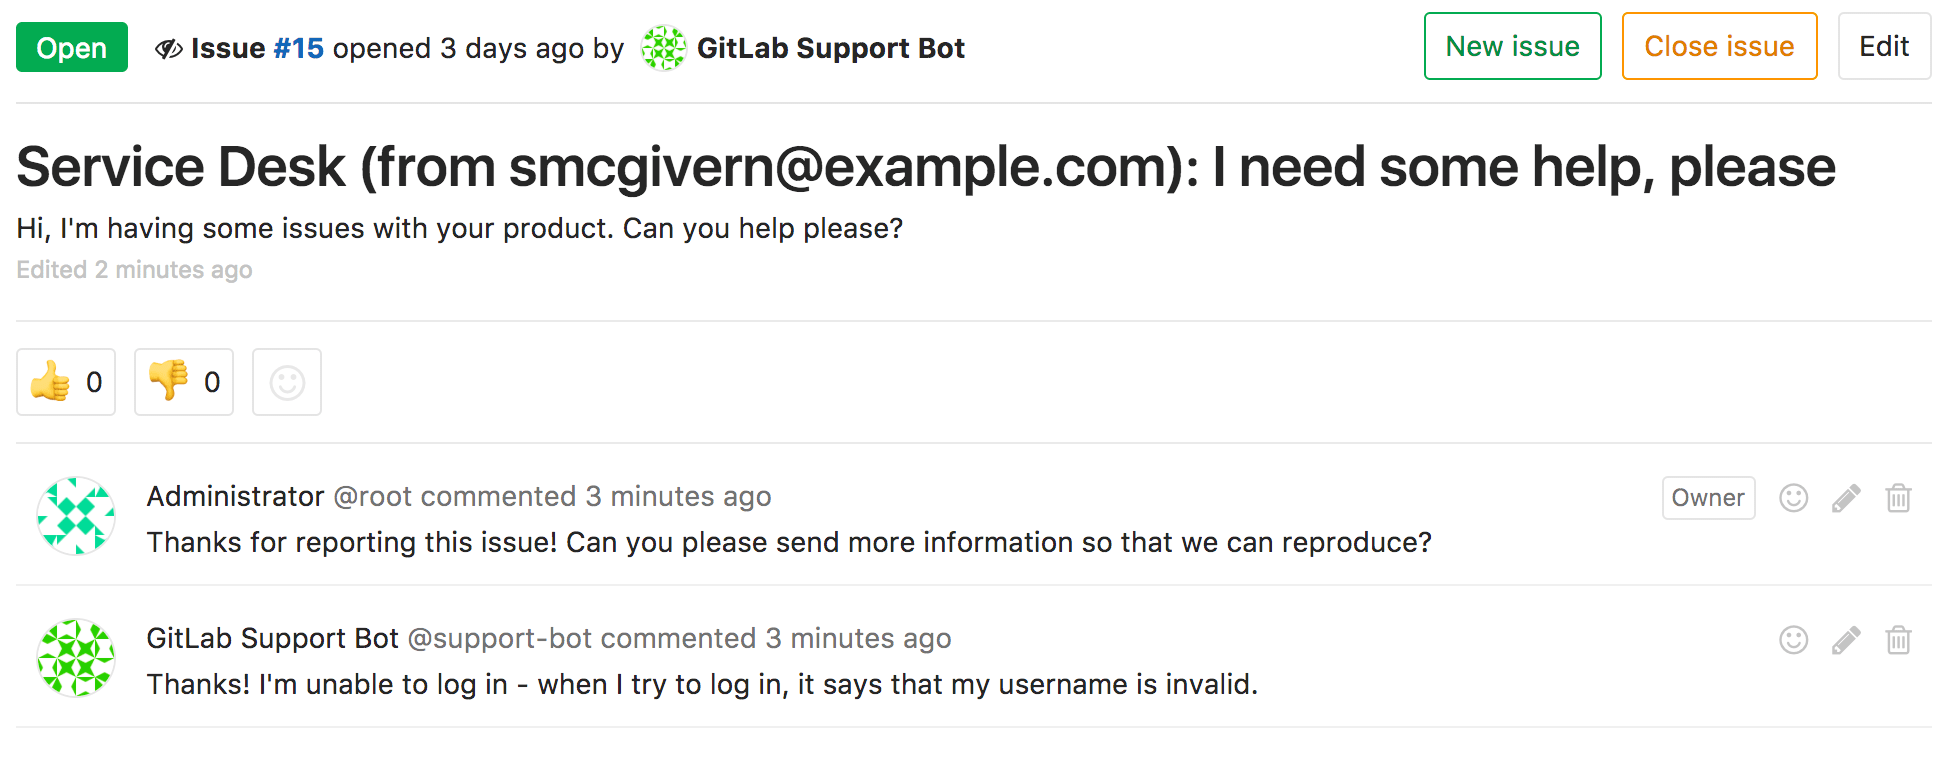 Open Issue #15 opened 3 days ago by GitLab Support Bot New issue Close issue Edit
Service Desk (from smcgivern@example.com): I need some help, please
Hi, I'm having some issues with your product. Can you help please?
Edited 2 minutes ago
0 0
Administrator @root commented 3 minutes ago Owner
Thanks for reporting this issue! Can you please send more information so that we can reproduce?
GitLab Support Bot @support-bot commented 3 minutes ago
Thanks! I'm unable to log in - when I try to log in, it says that my username is invalid.